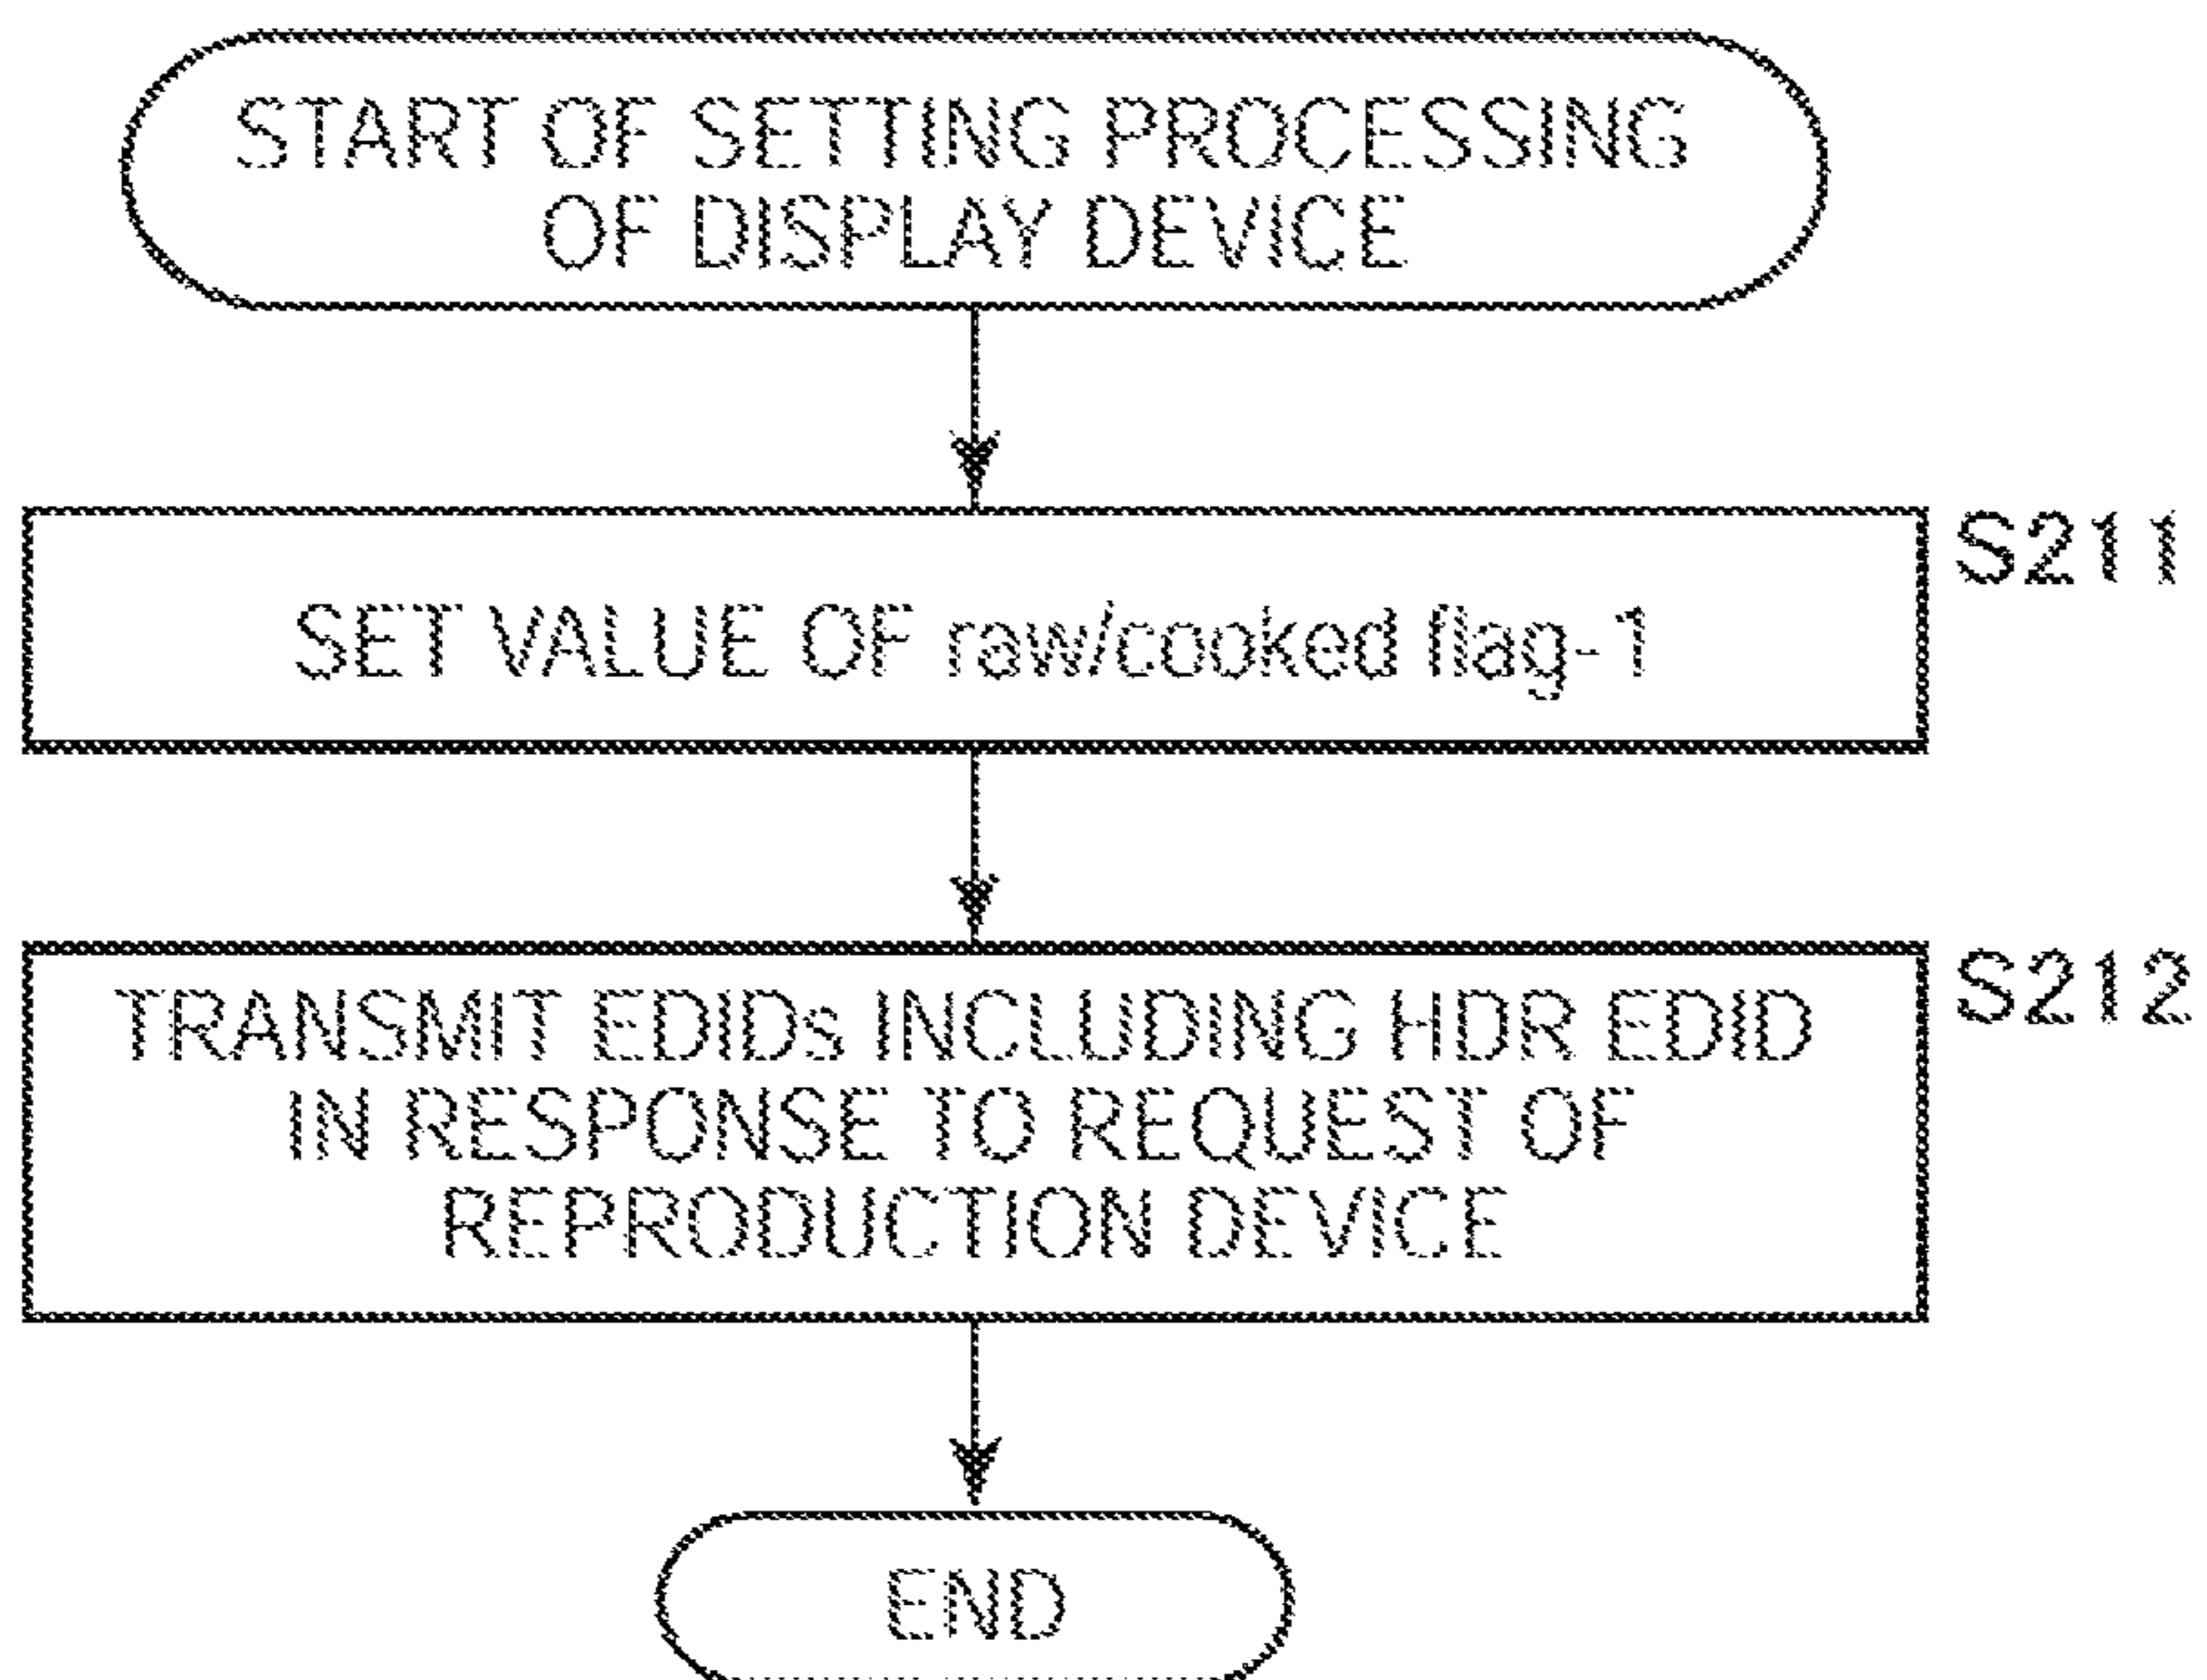 START OF SETTING PROCESSING
OF DISPLAY DEVICE
S211
SET VALUE OF raw/cooked flag-1
S212
TRANSMIT EDIDs INCLUDING HDR EDID
IN RESPONSE TO REQUEST OF
REPRODUCTION DEVICE
END